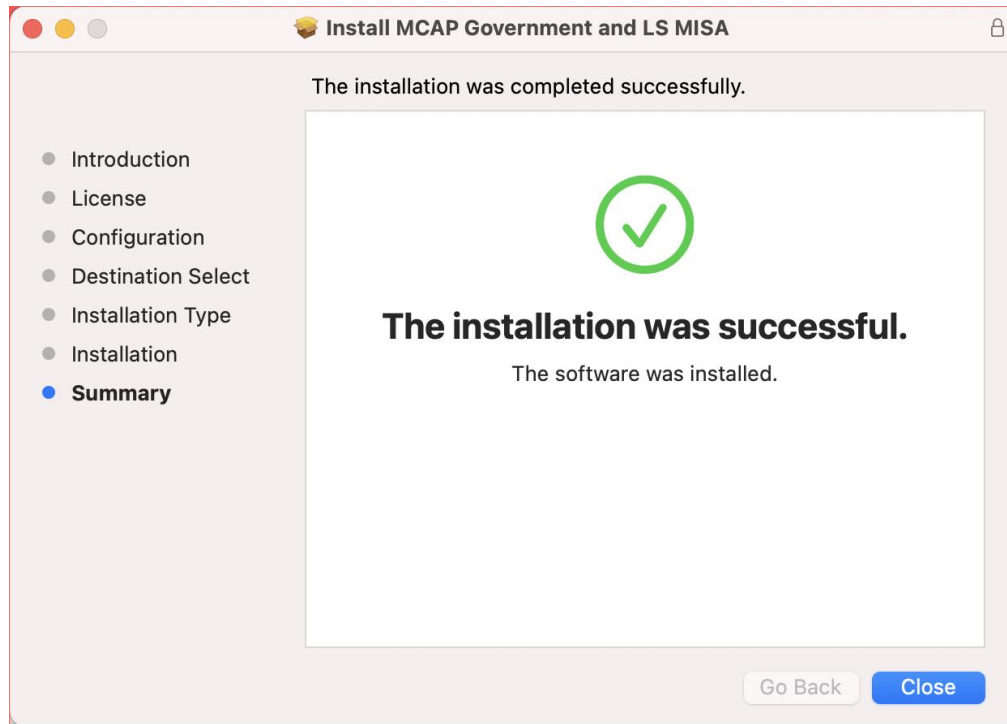 Install MCAP Government and LS MISA
The installation was completed successfully.
Introduction
License
Configuration
Destination Select
Installation Type
Installation
Summary
The installation was successful.
The software was installed.
Go Back
Close